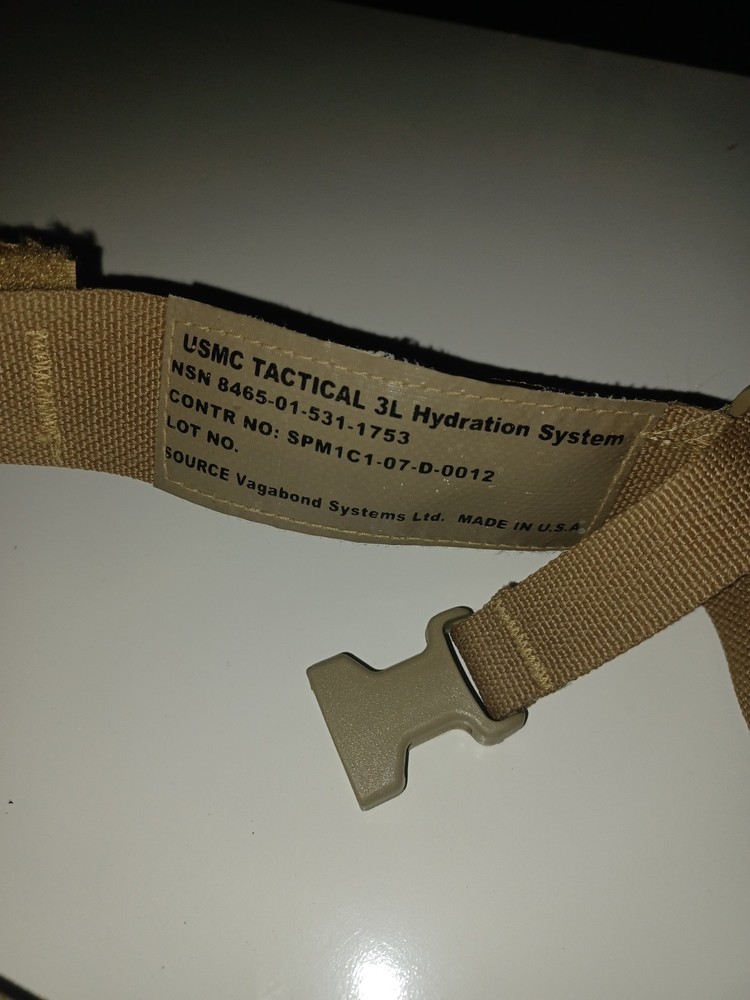 USMC TACTICAL 3L Hydration System
NSN 8465-01-531-1753
CONTR NO: SPM1C1-07-D-0012
LOT NO.
SOURCE Vagabond Systems Ltd. MADE IN U.S.A